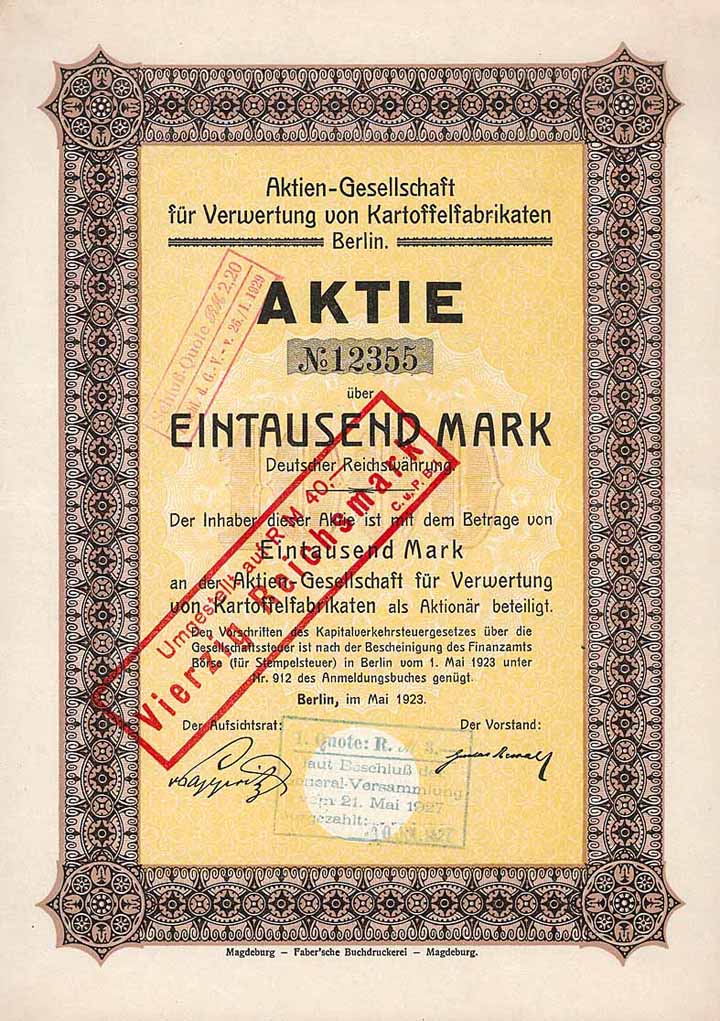 Aktien-Gesellschaft
für Verwertung von Kartoffelfabrikaten
Berlin.
AKTIE
№ 12355
über
EINTAUSEND MARK
Deutscher Reichswährung.
Der Inhaber dieser Aktie ist mit dem Betrage von
Eintausend Mark
an der Aktien-Gesellschaft für Verwertung
von Kartoffelfabrikaten als Aktionär beteiligt.
Den Vorschriften des Kapitalverkehrsteuergesetzes über die
Gesellschaftssteuer ist nach der Bescheinigung des Finanzamts
Börse (für Stempelsteuer) in Berlin vom 1. Mai 1923 unter
Nr. 912 des Anmeldungsbuches genügt.
Berlin, im Mai 1923.
Der Aufsichtsrat:
Der Vorstand:
Schluß-Quote RM 2,20
d. G.-V. v. 25./1. 1929
Umgestellt auf R M 40.-
Vierzig Reichsmark
C. u. P. B.
1. Quote: R. M 3.—
laut Beschluß der
General-Versammlung
vom 21. Mai 1927
Magdeburg – Faber'sche Buchdruckerei – Magdeburg.